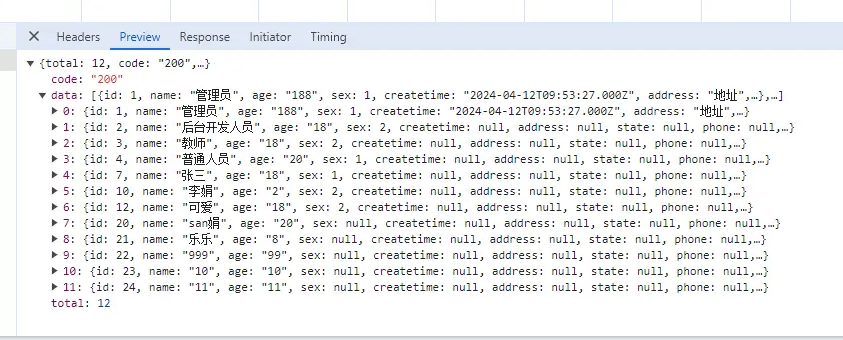 Headers Preview Response Initiator Timing
{total: 12, code: "200",…}
code: "200"
data: [{id: 1, name: "管理员", age: "188", sex: 1, createtime: "2024-04-12T09:53:27.000Z", address: "地址",…},…]
0: {id: 1, name: "管理员", age: "188", sex: 1, createtime: "2024-04-12T09:53:27.000Z", address: "地址",…}
1: {id: 2, name: "后台开发人员", age: "18", sex: 2, createtime: null, address: null, state: null, phone: null,…}
2: {id: 3, name: "教师", age: "18", sex: 2, createtime: null, address: null, state: null, phone: null,…}
3: {id: 4, name: "普通人员", age: "20", sex: 1, createtime: null, address: null, state: null, phone: null,…}
4: {id: 7, name: "张三", age: "18", sex: 1, createtime: null, address: null, state: null, phone: null,…}
5: {id: 10, name: "李娟", age: "2", sex: 2, createtime: null, address: null, state: null, phone: null,…}
6: {id: 12, name: "可爱", age: "18", sex: 2, createtime: null, address: null, state: null, phone: null,…}
7: {id: 20, name: "san娟", age: "20", sex: null, createtime: null, address: null, state: null, phone: null,…}
8: {id: 21, name: "乐乐", age: "8", sex: null, createtime: null, address: null, state: null, phone: null,…}
9: {id: 22, name: "999", age: "99", sex: null, createtime: null, address: null, state: null, phone: null,…}
10: {id: 23, name: "10", age: "10", sex: null, createtime: null, address: null, state: null, phone: null,…}
11: {id: 24, name: "11", age: "11", sex: null, createtime: null, address: null, state: null, phone: null,…}
total: 12